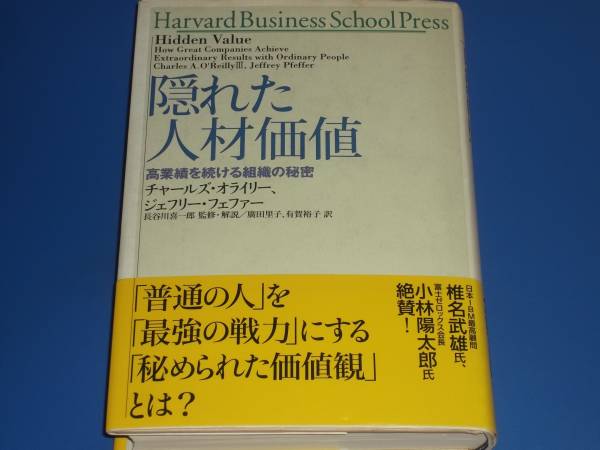 Harvard Business School Press
Hidden Value
How Great Companies Achieve
Extraordinary Results with Ordinary People
Charles A.O'ReillyⅢ, Jeffrey Pfeffer
隠れた
人材価値
高業績を続ける組織の秘密
チャールズ・オライリー、
ジェフリー・フェファー
長谷川喜一郎 監修・解説／廣田里子、有賀裕子 訳
「普通の人」を
「最強の戦力」にする
「秘められた価値観」
とは？
日本IBM最高顧問
椎名武雄氏、
富士ゼロックス会長
小林陽太郎氏
絶賛！